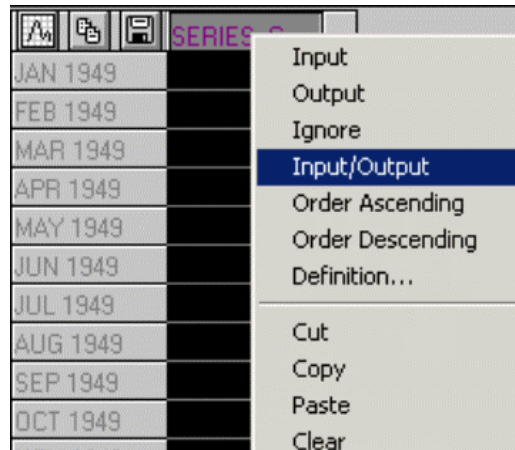 SERIES
JAN 1949
FEB 1949
MAR 1949
APR 1949
MAY 1949
JUN 1949
JUL 1949
AUG 1949
SEP 1949
OCT 1949
Input
Output
Ignore
Input/Output
Order Ascending
Order Descending
Definition...
Cut
Copy
Paste
Clear